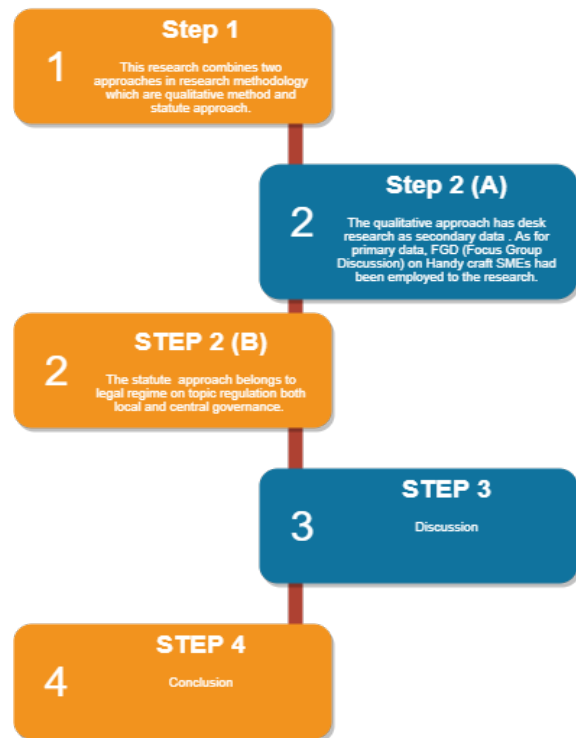 Step 1
1
This research combines two
approaches in research methodology
which are qualitative method and
statute approach.
Step 2 (A)
2
The qualitative approach has desk
research as secondary data . As for
primary data, FGD (Focus Group
Discussion) on Handy craft SMEs had
been employed to the research.
STEP 2 (B)
2
The statute approach belongs to
legal regime on topic regulation both
local and central governance.
STEP 3
3
Discussion
STEP 4
4
Conclusion